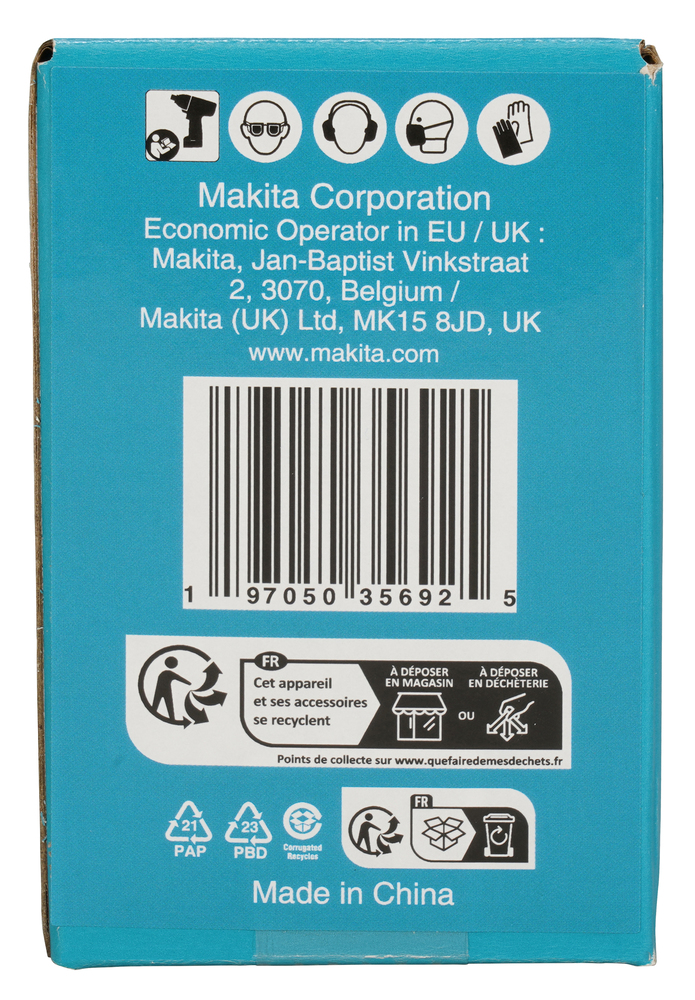 Makita Corporation
Economic Operator in EU / UK :
Makita, Jan-Baptist Vinkstraat
2, 3070, Belgium /
Makita (UK) Ltd, MK15 8JD, UK
www.makita.com
1 97050 35692 5
FR
Cet appareil
et ses accessoires
se recyclent
À DÉPOSER
EN MAGASIN
OU
À DÉPOSER
EN DÉCHÈTERIE
Points de collecte sur www.quefairedemesdechets.fr
21
PAP
23
PBD
Corrugated
Recycles
FR
Made in China